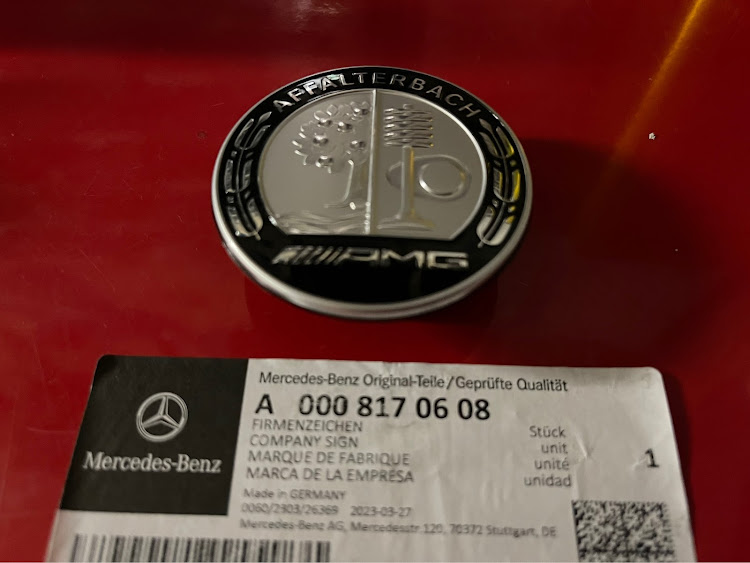 AFFALTERBACH
AMG
Mercedes-Benz Original-Teile/Geprüfte Qualität
A 000 817 06 08
FIRMENZEICHEN
COMPANY SIGN
MARQUE DE FABRIQUE
MARCA DE LA EMPRESA
Stück
unit
unité
unidad
1
Mercedes-Benz
Made in GERMANY
0060/2303/26369 2023-03-27
Mercedes-Benz AG, Mercedesstr.120, 70372 Stuttgart, DE